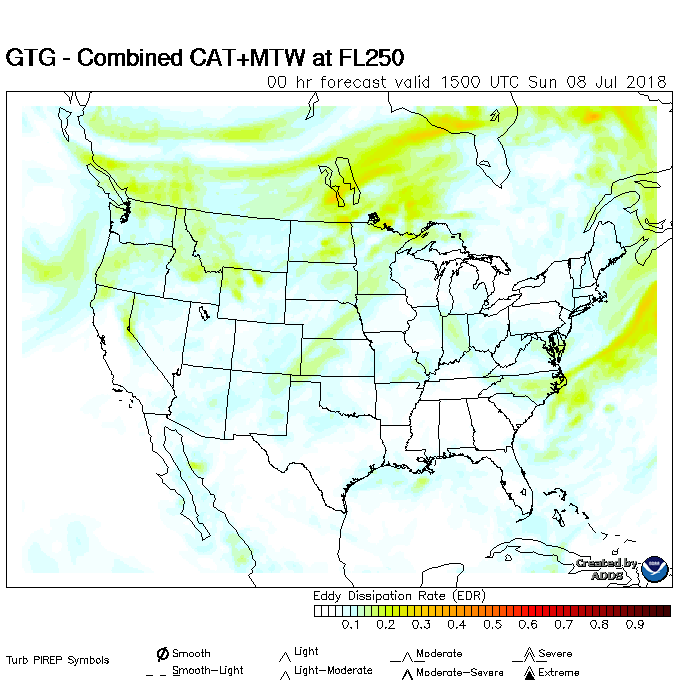 GTG - Combined CAT+MTW at FL250
00 hr forecast valid 1500 UTC Sun 08 Jul 2018
Created by
ADDS
NOAA
Eddy Dissipation Rate (EDR)
0.1 0.2 0.3 0.4 0.5 0.6 0.7 0.8 0.9
Turb PIREP Symbols
Smooth Light Moderate Severe
Smooth-Light Light-Moderate Moderate-Severe Extreme